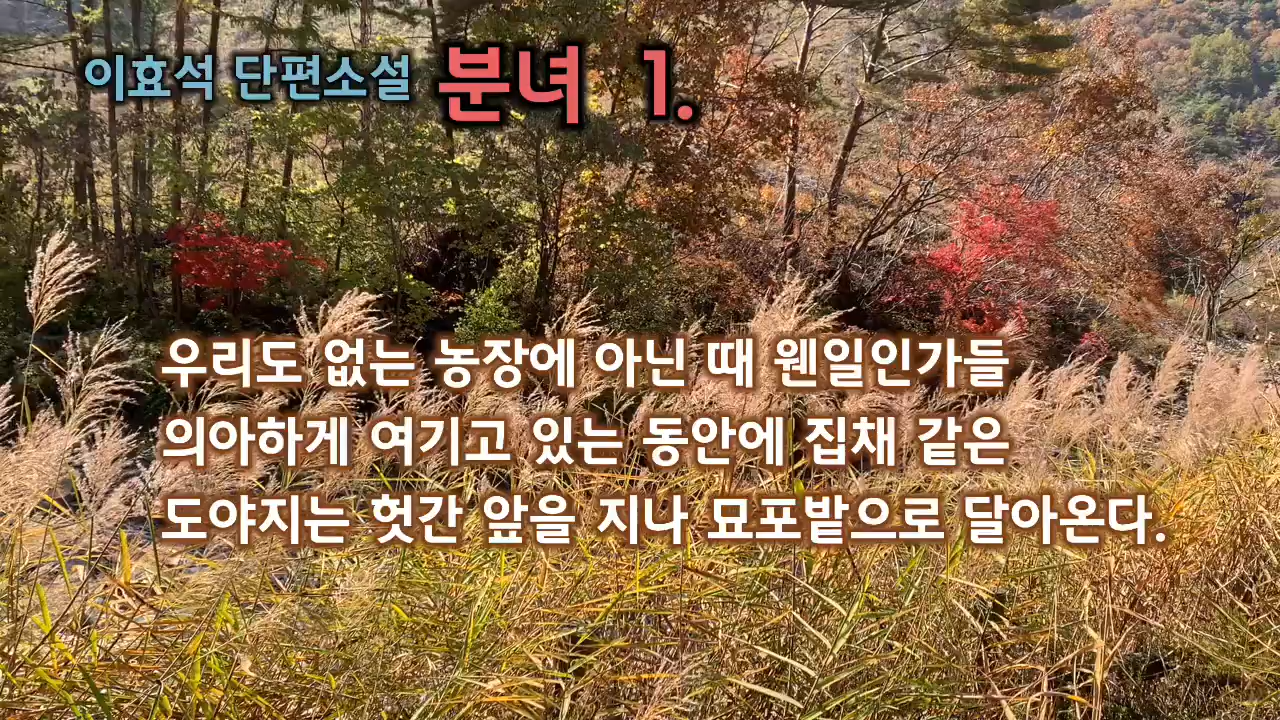 이효석 단편소설 분녀 1.
우리도 없는 농장에 아닌 때 웬일인가들
의아하게 여기고 있는 동안에 집채 같은
도야지는 헛간 앞을 지나 묘포밭으로 달아온다.